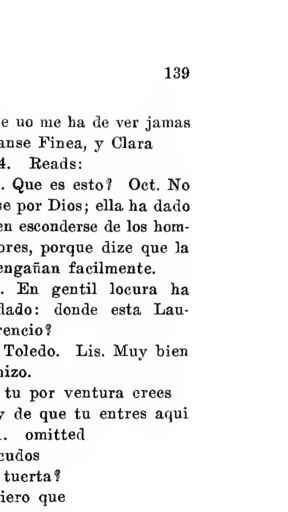 139
e uo me ha de ver jamas
anse Finea, y Clara
4. Reads:
. Que es esto? Oct. No
se por Dios; ella ha dado
en esconderse de los hom-
ores, porque dize que la
engañan facilmente.
. En gentil locura ha
dado: donde esta Lau-
rencio?
Toledo. Lis. Muy bien
hizo.
tu por ventura crees
y de que tu entres aqui
. omitted
cudos
tuerta?
iero que